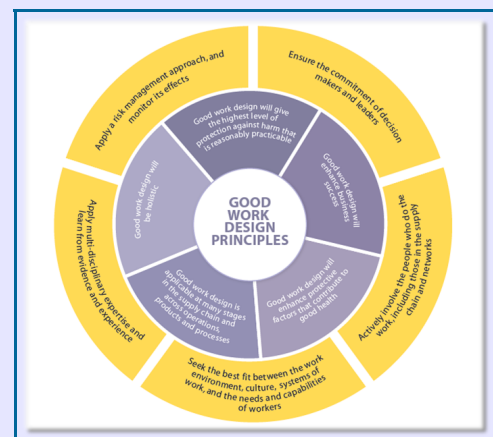 GOOD
WORK
DESIGN
PRINCIPLES
Good work design will give
the highest level of
protection against harm that
is reasonably practicable
Good work design will
enhance business
success
Good work design will
enhance protective
factors that contribute to
good health
Good work design is
applicable at many stages
in the supply chain and
across operations,
products and processes
Good work design will
be holistic
Ensure the commitment of decision
makers and leaders
Actively involve the people who do the
work, including those in the supply
chain and networks
Seek the best fit between the work
environment, culture, systems of
work, and the needs and capabilities
of workers
Apply multi-disciplinary expertise and
learn from evidence and experience
Apply a risk management approach, and
monitor its effects